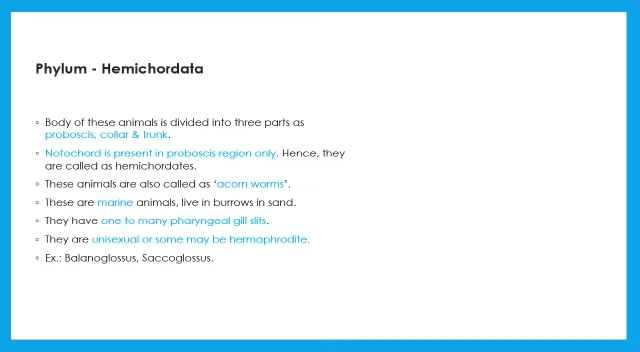 Phylum - Hemichordata
◦ Body of these animals is divided into three parts as
proboscis, collar & trunk.
◦ Notochord is present in proboscis region only. Hence, they
are called as hemichordates.
◦ These animals are also called as ‘acorn worms’.
◦ These are marine animals, live in burrows in sand.
◦ They have one to many pharyngeal gill slits.
◦ They are unisexual or some may be hermaphrodite.
◦ Ex.: Balanoglossus, Saccoglossus.